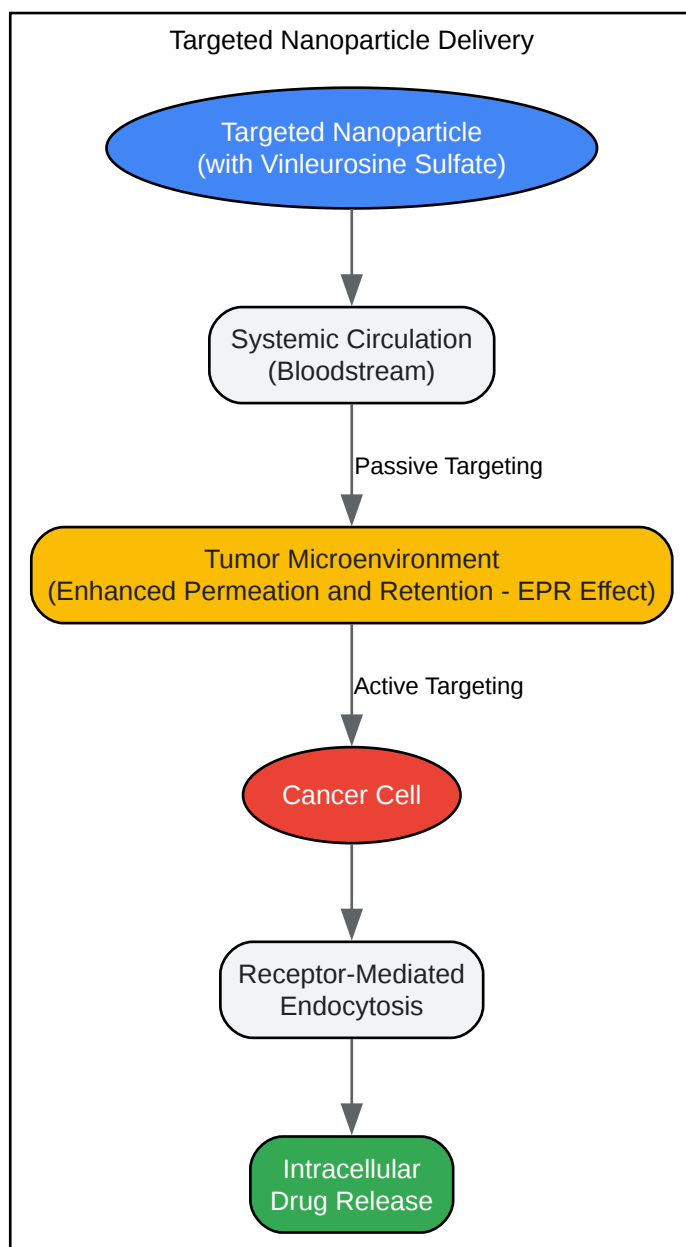 Targeted Nanoparticle Delivery
Targeted Nanoparticle
(with Vinleurosine Sulfate)
Systemic Circulation
(Bloodstream)
Passive Targeting
Tumor Microenvironment
(Enhanced Permeation and Retention - EPR Effect)
Active Targeting
Cancer Cell
Receptor-Mediated
Endocytosis
Intracellular
Drug Release